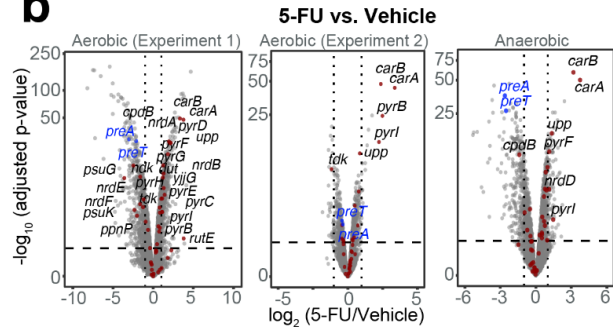 b
5-FU vs. Vehicle
Aerobic (Experiment 1)
Aerobic (Experiment 2)
Anaerobic
-log10 (adjusted p-value)
250
100
50
0
cpdB
carB
carA
nrdA
pyrD
preA
pyrF
upp
preT
pyrG
psuG
ndk
dut
nrdB
nrdE
pyrH
yjjG
pyrE
nrdF
tdk
pyrC
psuK
pyrI
ppnP
pyrB
rutE
-10
-5
0
5
10
75
50
25
0
carB
carA
pyrB
pyrI
tdk
upp
preT
preA
-5
0
5
75
50
25
0
carB
carA
preA
preT
upp
cpdB
pyrF
nrdD
pyrI
-6
-3
0
3
6
log2 (5-FU/Vehicle)